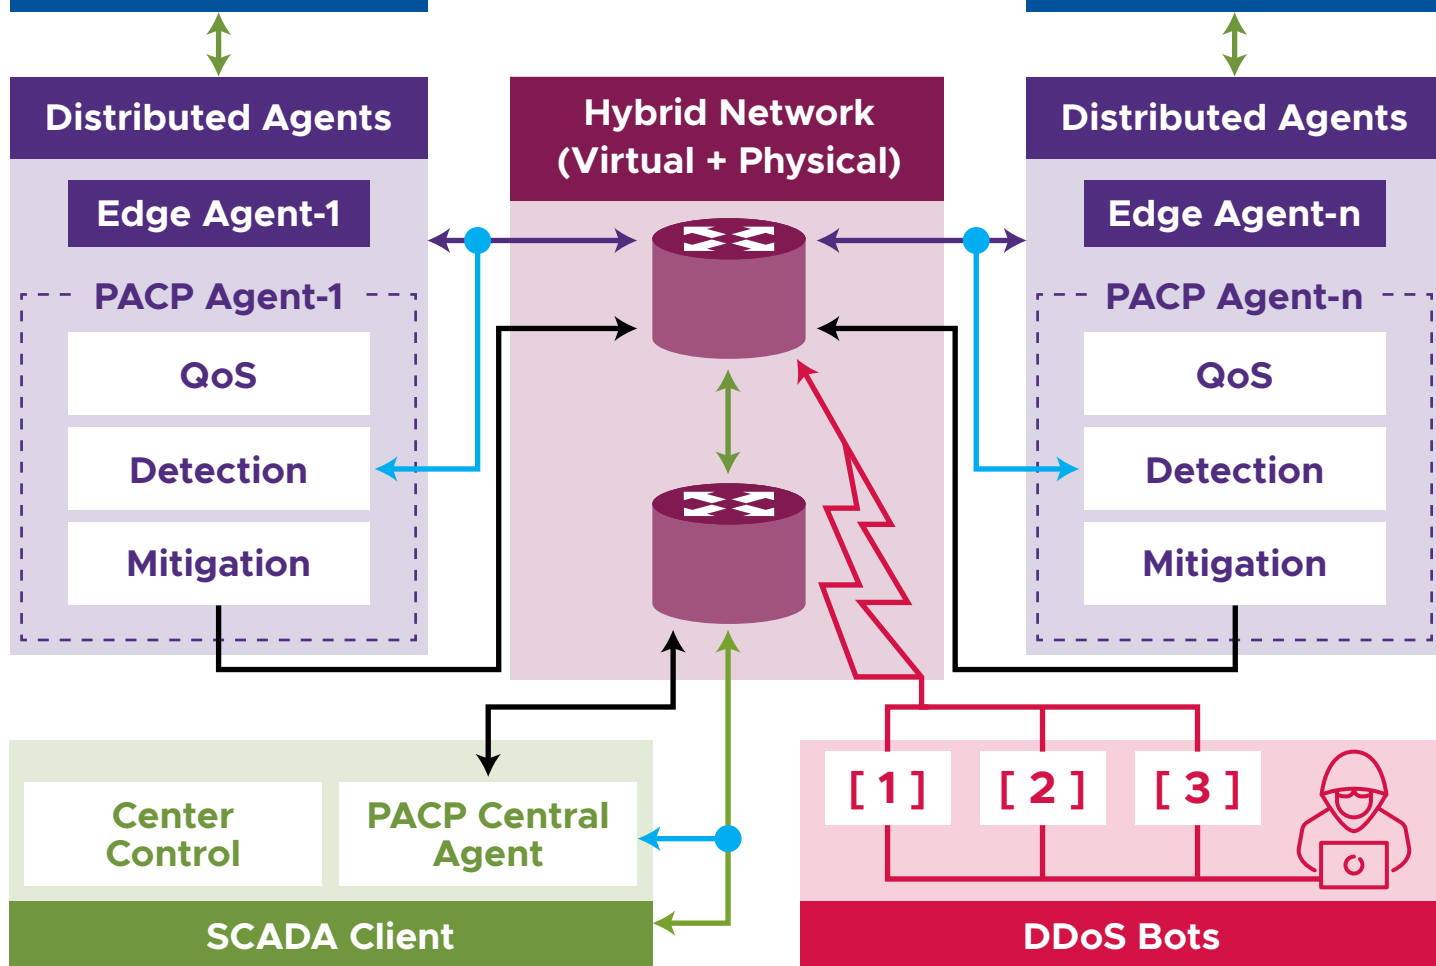 Distributed Agents
Edge Agent-1
PACP Agent-1
QoS
Detection
Mitigation
Hybrid Network
(Virtual + Physical)
Distributed Agents
Edge Agent-n
PACP Agent-n
QoS
Detection
Mitigation
Center
Control
PACP Central
Agent
SCADA Client
[ 1 ]
[ 2 ]
[ 3 ]
DDoS Bots